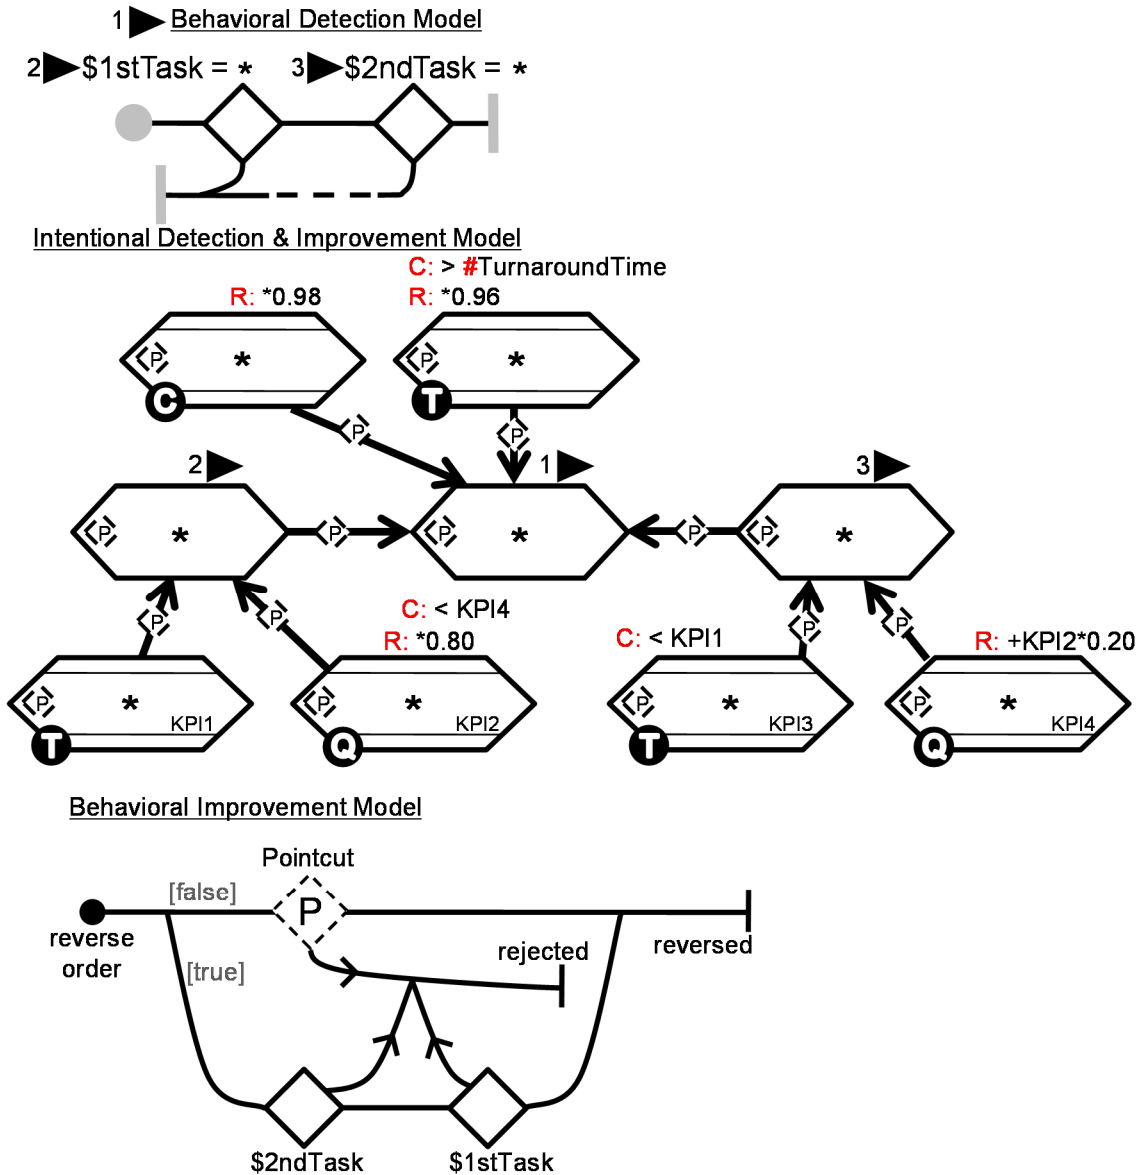 1 Behavioral Detection Model
2 $1stTask = * 3 $2ndTask = *
Intentional Detection & Improvement Model
C: > #TurnaroundTime
R: *0.98 R: *0.96
P * P *
C T
P P
2 1 3
P * P P * P P *
P P C: < KPI4 P P
R: *0.80 C: < KPI1 R: +KPI2*0.20
P * KPI1 P * KPI2 P * KPI3 P * KPI4
T Q T Q
Behavioral Improvement Model
Pointcut
[false]
P
reverse rejected reversed
order [true]
$2ndTask $1stTask